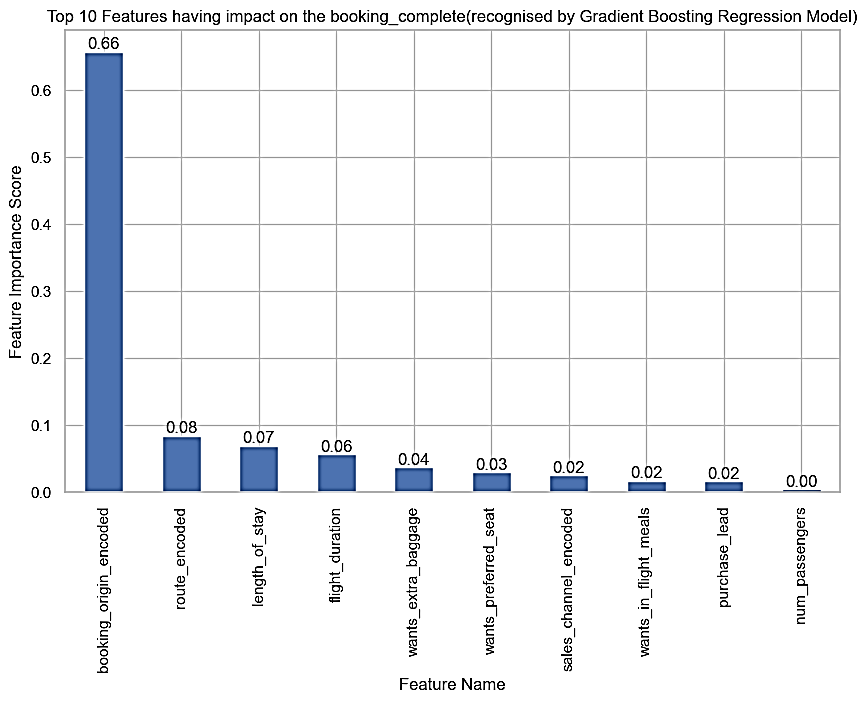 Top 10 Features having impact on the booking_complete(recognised by Gradient Boosting Regression Model)
Feature Importance Score
0.6
0.5
0.4
0.3
0.2
0.1
0.0
0.66
0.08
0.07
0.06
0.04
0.03
0.02
0.02
0.02
0.00
booking_origin_encoded
route_encoded
length_of_stay
flight_duration
wants_extra_baggage
wants_preferred_seat
sales_channel_encoded
wants_in_flight_meals
purchase_lead
num_passengers
Feature Name